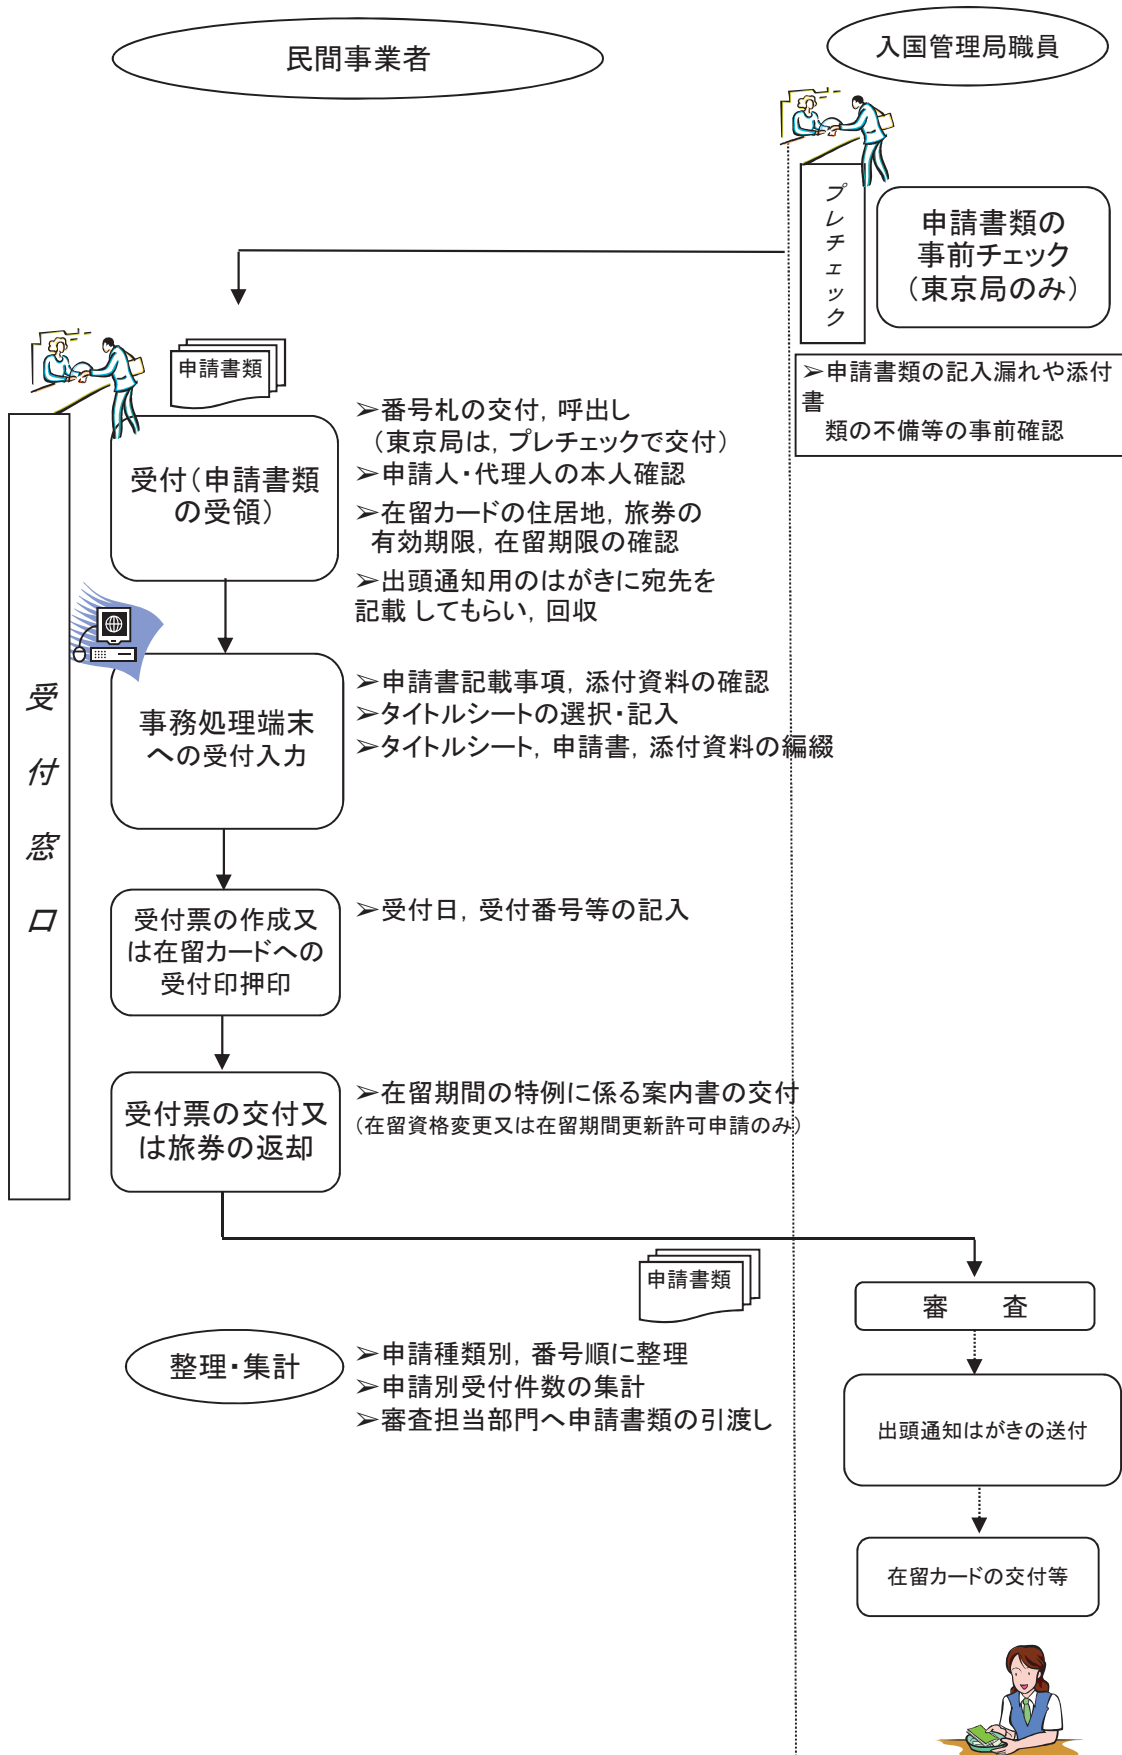 民間事業者
入国管理局職員
プレチェック
申請書類の
事前チェック
（東京局のみ）
➢申請書類の記入漏れや添付
書
類の不備等の事前確認
申請書類
受付窓口
受付（申請書類
の受領）
➢番号札の交付，呼出し
（東京局は，プレチェックで交付）
➢申請人・代理人の本人確認
➢在留カードの住居地，旅券の
有効期限，在留期限の確認
➢出頭通知用のはがきに宛先を
記載 してもらい，回収
事務処理端末
への受付入力
➢申請書記載事項，添付資料の確認
➢タイトルシートの選択・記入
➢タイトルシート，申請書，添付資料の編綴
受付票の作成又
は在留カードへの
受付印押印
➢受付日，受付番号等の記入
受付票の交付又
は旅券の返却
➢在留期間の特例に係る案内書の交付
（在留資格変更又は在留期間更新許可申請のみ）
申請書類
審　査
整理・集計
➢申請種類別，番号順に整理
➢申請別受付件数の集計
➢審査担当部門へ申請書類の引渡し
出頭通知はがきの送付
在留カードの交付等